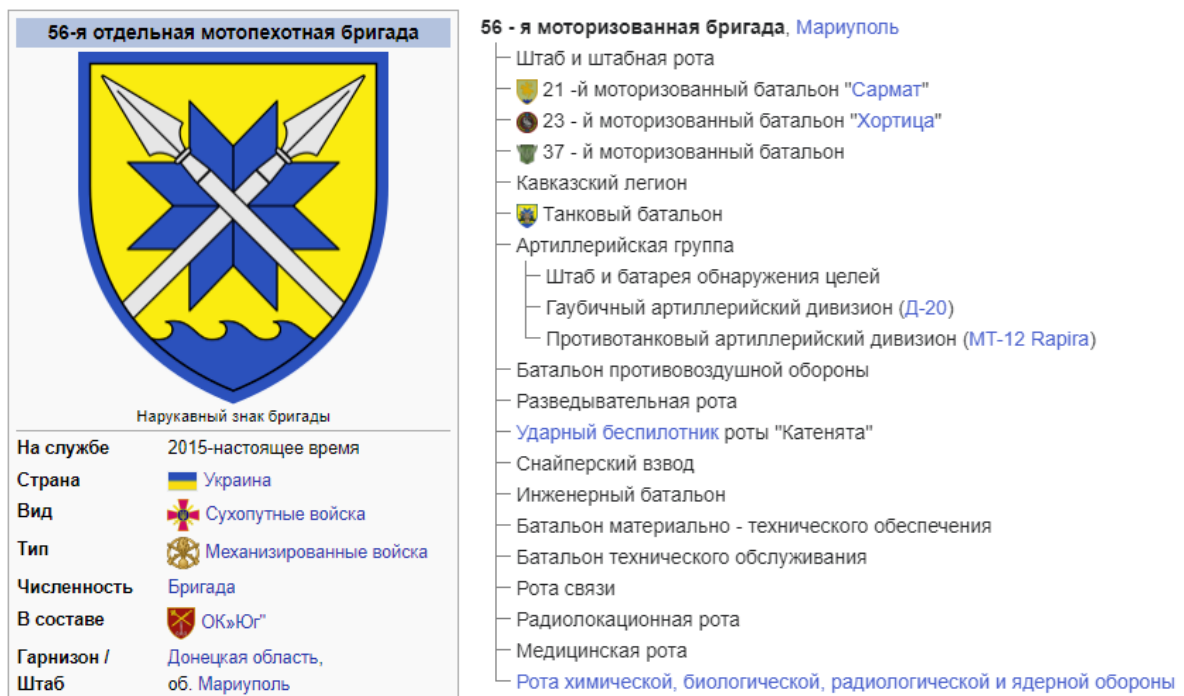 56-я отдельная мотопехотная бригада
Нарукавный знак бригады
На службе 2015-настоящее время
Страна Украина
Вид Сухопутные войска
Тип Механизированные войска
Численность Бригада
В составе ОК»Юг"
Гарнизон / Донецкая область,
Штаб об. Мариуполь
56 - я моторизованная бригада, Мариуполь
Штаб и штабная рота
21 -й моторизованный батальон "Сармат"
23 - й моторизованный батальон "Хортица"
37 - й моторизованный батальон
Кавказский легион
Танковый батальон
Артиллерийская группа
Штаб и батарея обнаружения целей
Гаубичный артиллерийский дивизион (Д-20)
Противотанковый артиллерийский дивизион (MT-12 Rapira)
Батальон противовоздушной обороны
Разведывательная рота
Ударный беспилотник роты "Катенята"
Снайперский взвод
Инженерный батальон
Батальон материально - технического обеспечения
Батальон технического обслуживания
Рота связи
Радиолокационная рота
Медицинская рота
Рота химической, биологической, радиологической и ядерной обороны